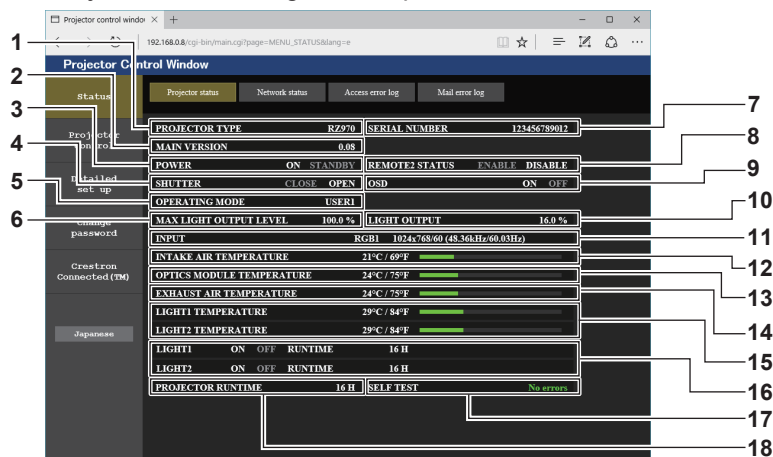 Projector control window
192.168.0.8/cgi-bin/main.cgi?page=MENU_STATUS&lang=e
Projector Control Window
Status
Projector status
Network status
Access error log
Mail error log
Projector
control
Detailed
set up
Change
password
Crestron
Connected(TM)
Japanese
PROJECTOR TYPE RZ970 SERIAL NUMBER 123456789012
MAIN VERSION 0.08
POWER ON STANDBY REMOTE2 STATUS ENABLE DISABLE
SHUTTER CLOSE OPEN OSD ON OFF
OPERATING MODE USER1
MAX LIGHT OUTPUT LEVEL 100.0 % LIGHT OUTPUT 16.0 %
INPUT RGB1 1024x768/60 (48.36kHz/60.03Hz)
INTAKE AIR TEMPERATURE 21°C / 69°F
OPTICS MODULE TEMPERATURE 24°C / 75°F
EXHAUST AIR TEMPERATURE 24°C / 75°F
LIGHT1 TEMPERATURE 29°C / 84°F
LIGHT2 TEMPERATURE 29°C / 84°F
LIGHT1 ON OFF RUNTIME 16 H
LIGHT2 ON OFF RUNTIME 16 H
PROJECTOR RUNTIME 16 H SELF TEST No errors
1
2
3
4
5
6
7
8
9
10
11
12
13
14
15
16
17
18